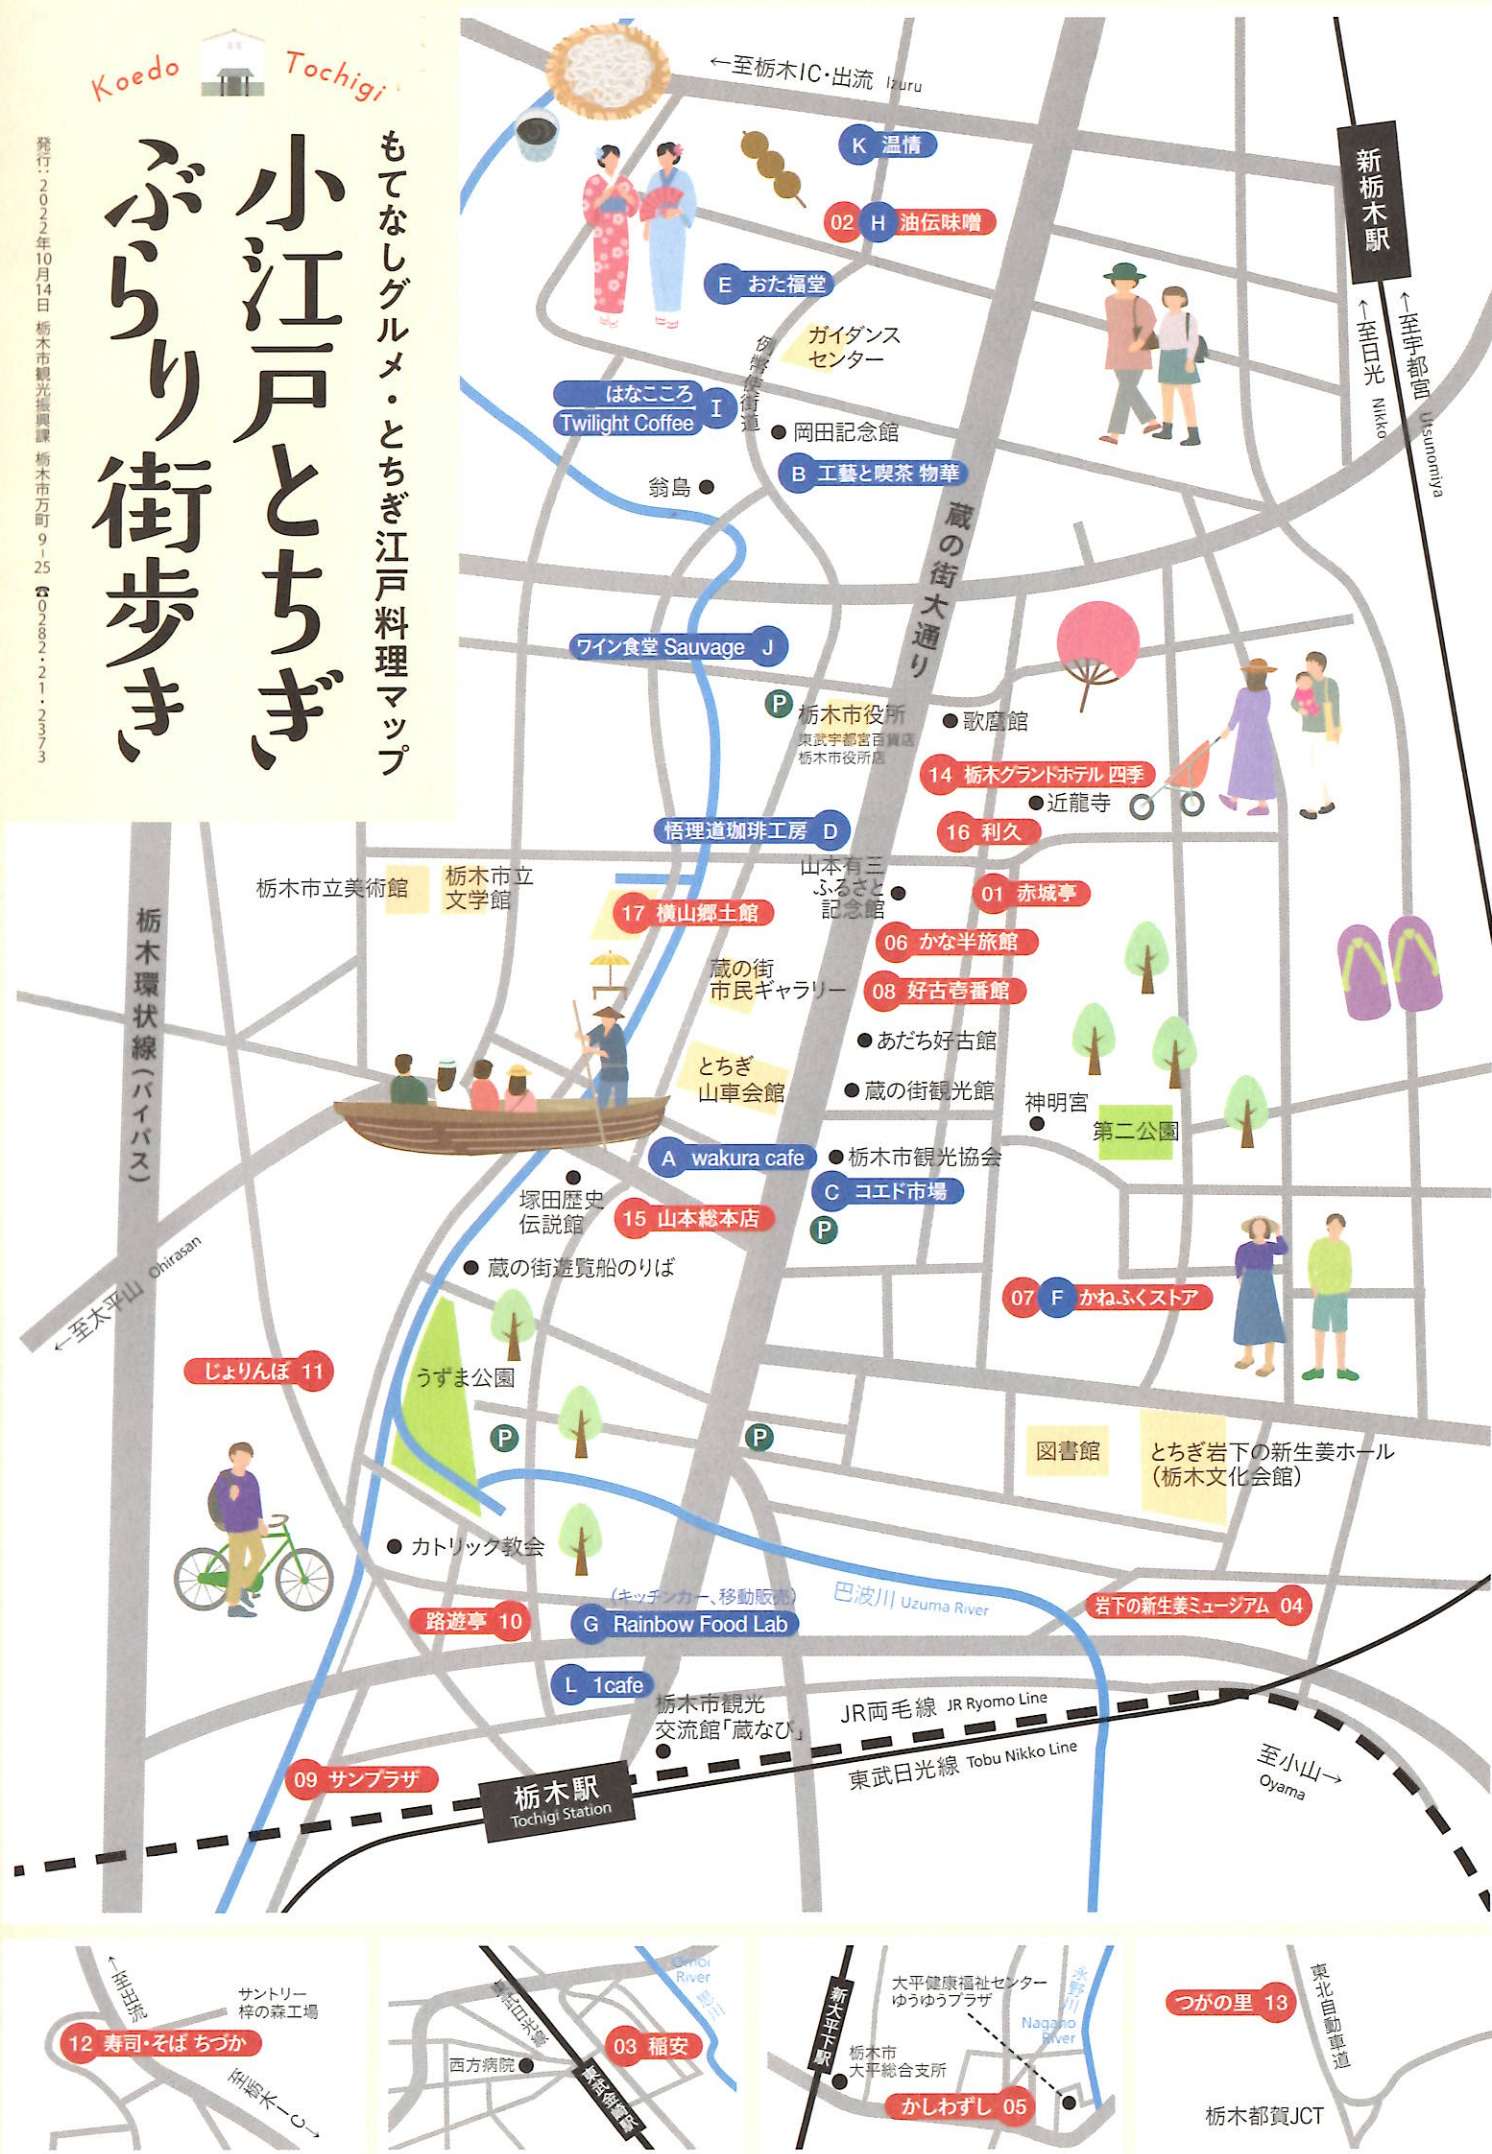 Koedo Tochigi
もてなしグルメ・とちぎ江戸料理マップ
小江戸とちぎ
ぶらり街歩き
発行:2022年10月14日 栃木市観光振興課 栃木市万町9-25 ☎0282・21・2373
←至栃木IC・出流 Izuru
K 温情
02 H 油伝味噌
E おた福堂
新栃木駅
←至日光 Nikko
←至宇都宮 Utsunomiya
ガイダンス
センター
例幣使街道
はなこころ
Twilight Coffee
I
岡田記念館
B 工藝と喫茶 物華
翁島
蔵の街大通り
ワイン食堂 Sauvage J
P
栃木市役所
東武宇都宮百貨店
栃木市役所店
歌麿館
14 栃木グランドホテル 四季
近龍寺
悟理道珈琲工房 D
16 利久
山本有三
ふるさと
記念館
01 赤城亭
栃木市立美術館
栃木市立
文学館
17 横山郷土館
06 かな半旅館
蔵の街
市民ギャラリー
08 好古壱番館
栃木環状線(バイパス)
あだち好古館
とちぎ
山車会館
蔵の街観光館
神明宮
第二公園
A wakura cafe
栃木市観光協会
C コエド市場
塚田歴史
伝説館
15 山本総本店
P
←至太平山 Ohirasan
蔵の街遊覧船のりば
07 F かねふくストア
じょりんぼ 11
うずま公園
P
P
図書館
とちぎ岩下の新生姜ホール
(栃木文化会館)
カトリック教会
(キッチンカー、移動販売)
G Rainbow Food Lab
巴波川 Uzuma River
岩下の新生姜ミュージアム 04
路遊亭 10
L 1cafe
栃木市観光
交流館「蔵なび」
JR両毛線 JR Ryomo Line
東武日光線 Tobu Nikko Line
至小山→
Oyama
09 サンプラザ
栃木駅
Tochigi Station
←至出流
サントリー
梓の森工場
12 寿司・そば ちづか
至栃木IC→
Omoi
River
思川
東武日光線
03 稲安
西方病院
東武金崎駅
新大平下駅
大平健康福祉センター
ゆうゆうプラザ
永野川
Nagano
River
栃木市
大平総合支所
かしわずし 05
つがの里 13
東北自動車道
栃木都賀JCT